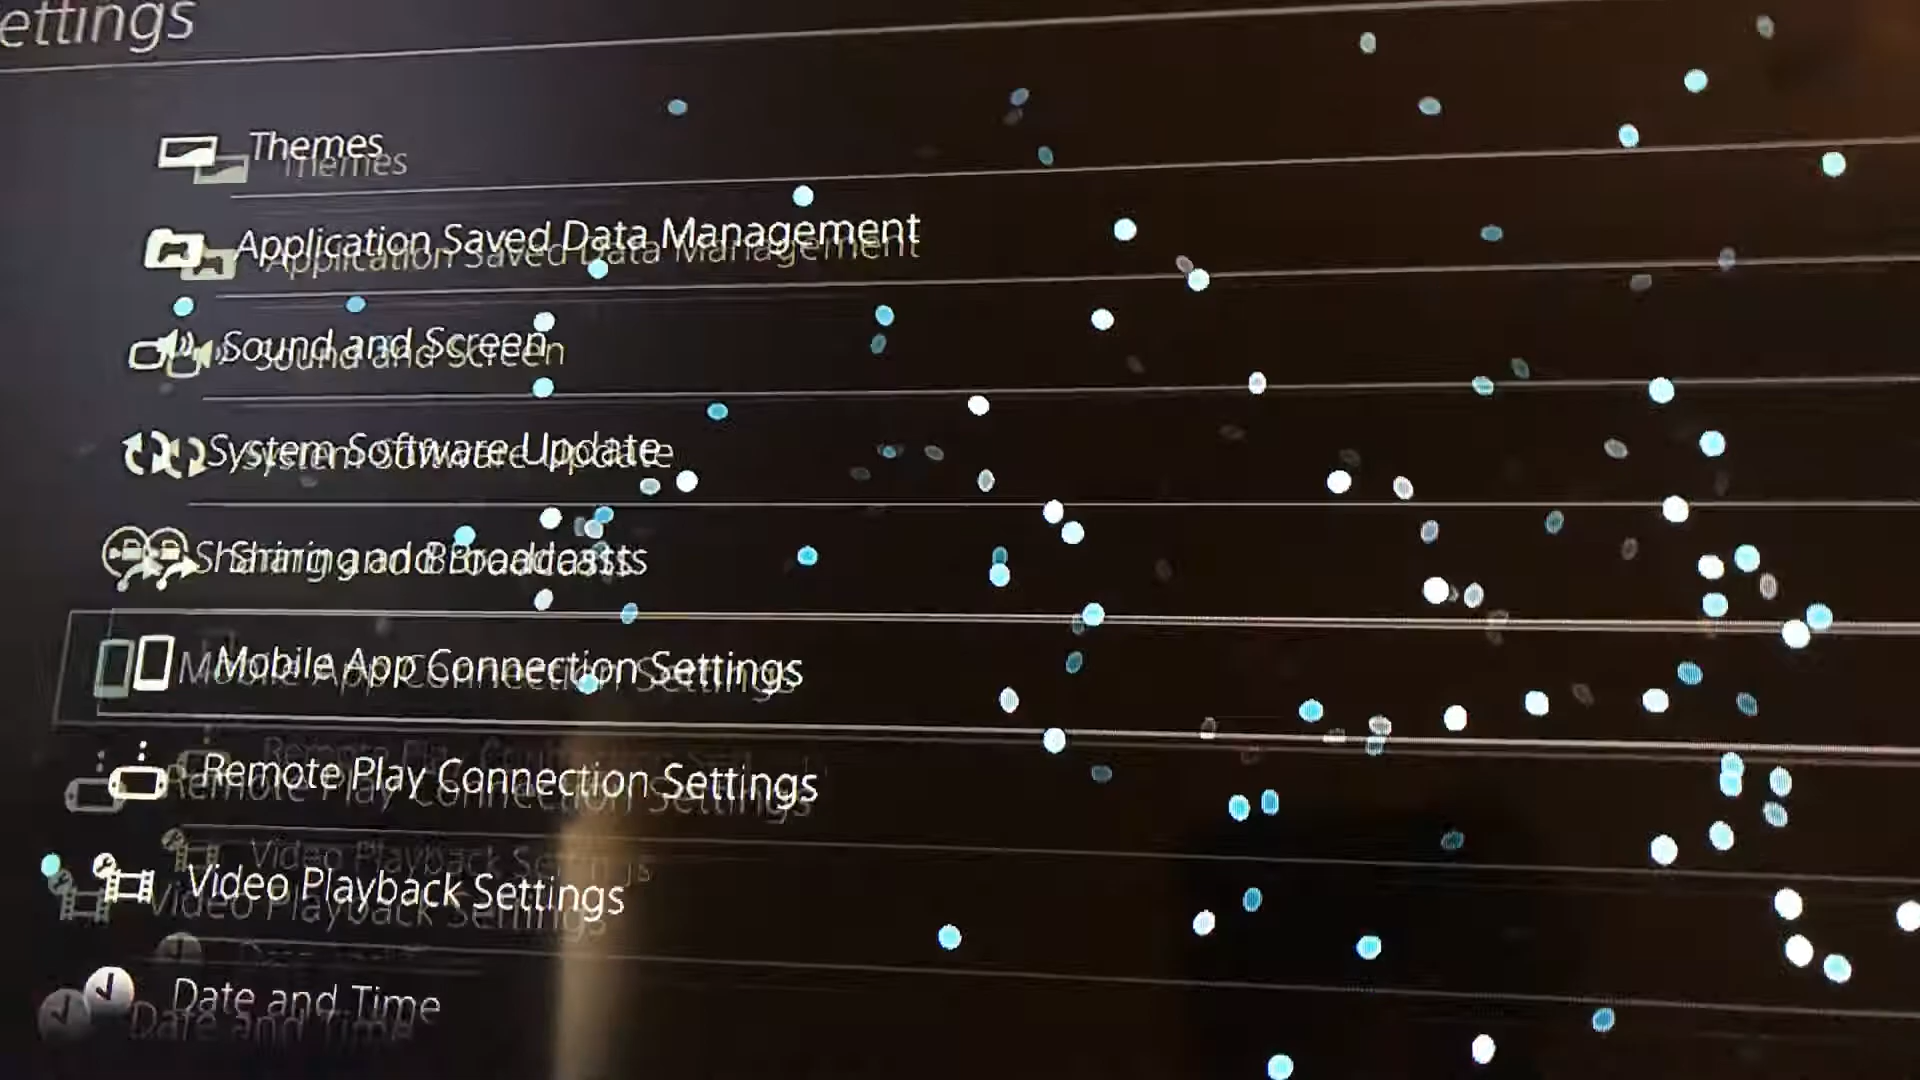 ettings
Themes
Application Saved Data Management
Sound and Screen
System Software Update
Sharing and Broadcasts
Mobile App Connection Settings
Remote Play Connection Settings
Video Playback Settings
Date and Time